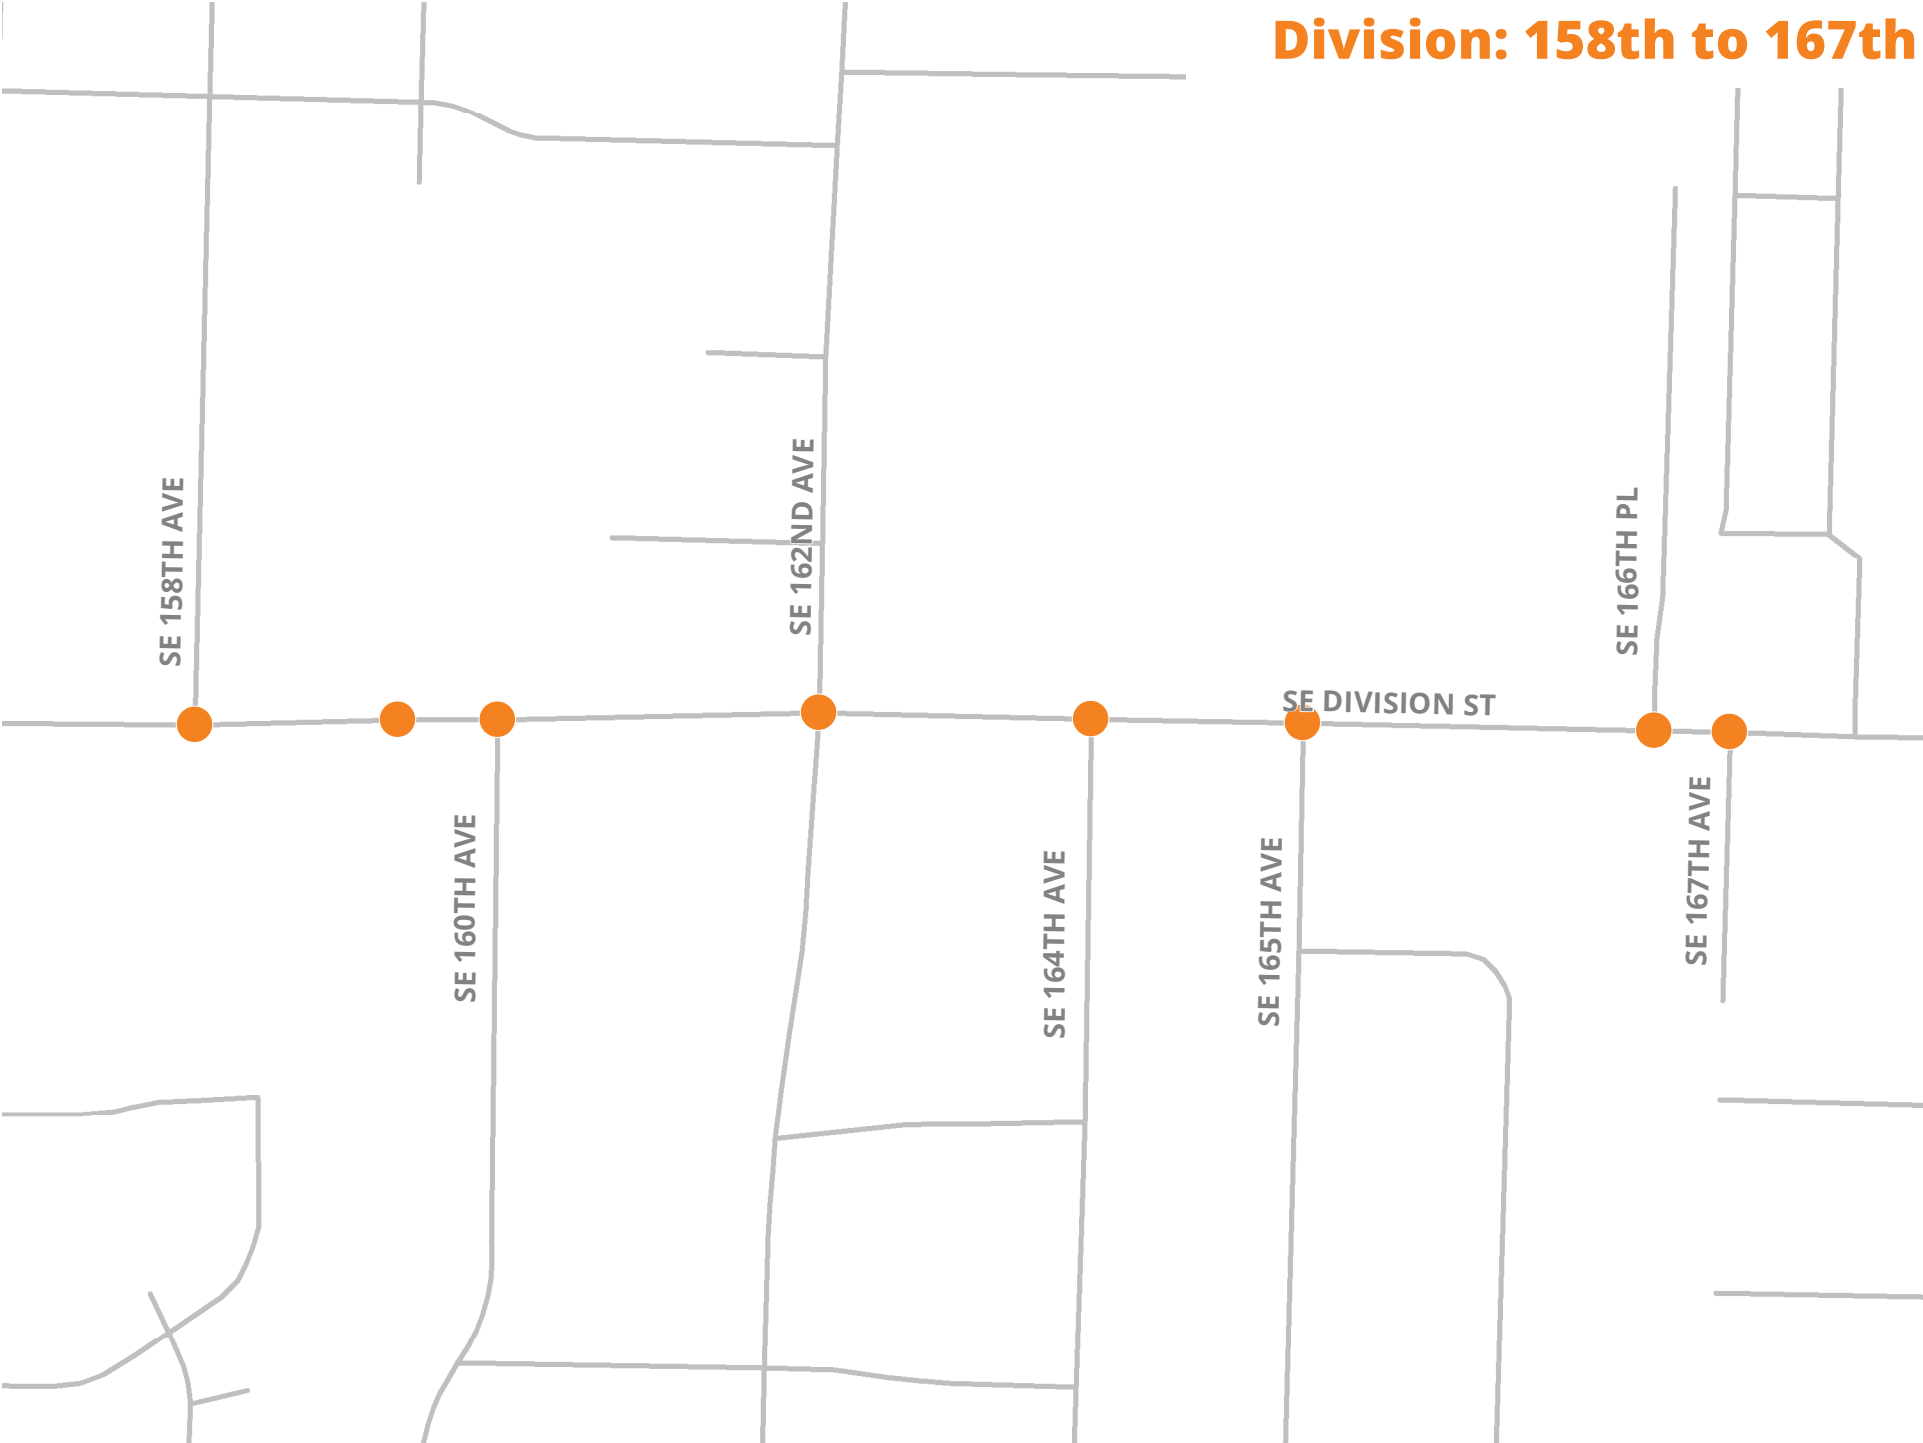 Division: 158th to 167th
SE 158TH AVE
SE 162ND AVE
SE 166TH PL
SE DIVISION ST
SE 160TH AVE
SE 164TH AVE
SE 165TH AVE
SE 167TH AVE